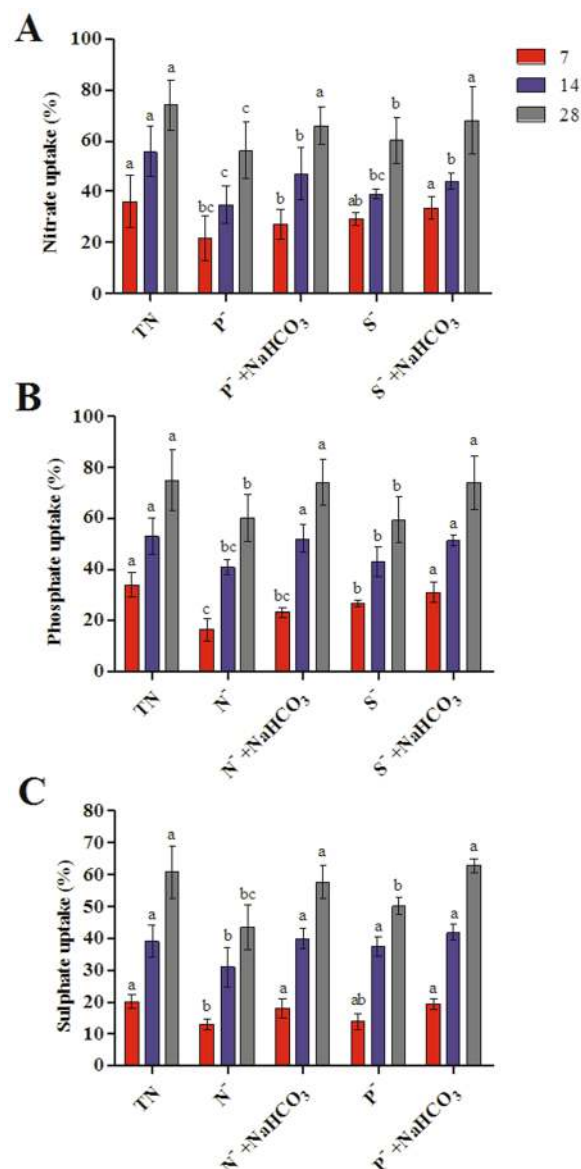 A
Nitrate uptake (%)
100
80
60
40
20
0
a a a
bc c c
b b a
ab bc b
a b a
TN
P⁻
P⁻+NaHCO₃
S⁻
S⁻+NaHCO₃
7
14
28
B
Phosphate uptake (%)
100
80
60
40
20
0
a a a
c bc b
bc a a
b b b
a a a
TN
N⁻
N⁻+NaHCO₃
S⁻
S⁻+NaHCO₃
C
Sulphate uptake (%)
80
70
60
50
40
30
20
10
0
a a a
b b bc
a a a
ab a b
a a a
TN
N⁻
N⁻+NaHCO₃
P⁻
P⁻+NaHCO₃